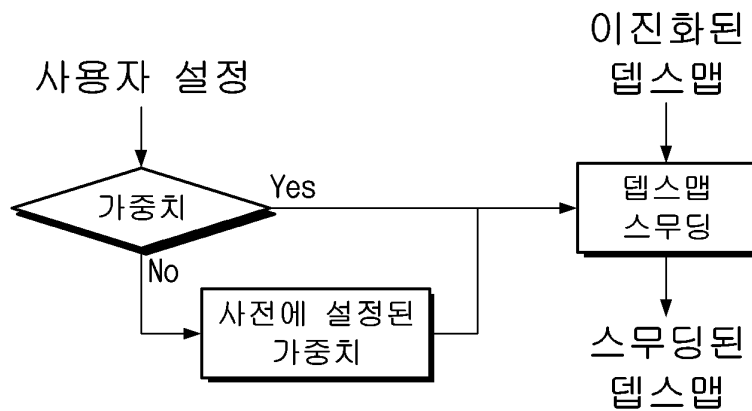 사용자 설정
가중치
Yes
No
사전에 설정된
가중치
이진화된
뎁스맵
뎁스맵
스무딩
스무딩된
뎁스맵